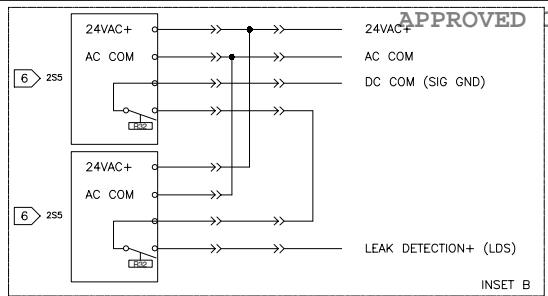 APPROVED
24VAC+ 24VAC+
AC COM AC COM
DC COM (SIG GND)
6 2S5
R32
24VAC+
AC COM
6 2S5
LEAK DETECTION+ (LDS)
R32
INSET B